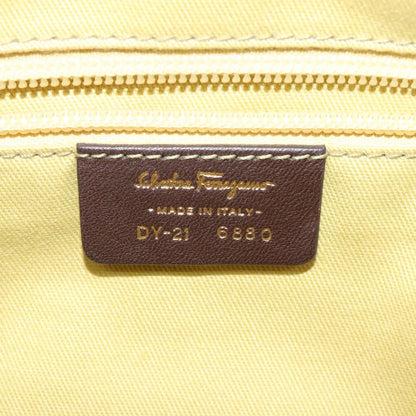 Salvatore Ferragamo
- MADE IN ITALY -
DY-21 6880